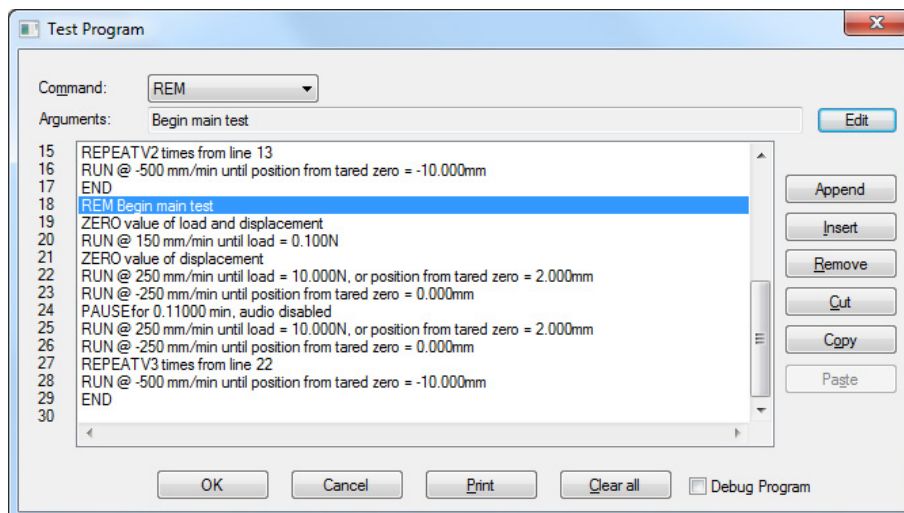 Test Program
Command: REM
Arguments: Begin main test Edit
15 REPEATV2 times from line 13
16 RUN @ -500 mm/min until position from tared zero = -10.000mm
17 END
18 REM Begin main test
19 ZERO value of load and displacement
20 RUN @ 150 mm/min until load = 0.100N
21 ZERO value of displacement
22 RUN @ 250 mm/min until load = 10.000N, or position from tared zero = 2.000mm
23 RUN @ -250 mm/min until position from tared zero = 0.000mm
24 PAUSEfor 0.11000 min, audio disabled
25 RUN @ 250 mm/min until load = 10.000N, or position from tared zero = 2.000mm
26 RUN @ -250 mm/min until position from tared zero = 0.000mm
27 REPEATV3 times from line 22
28 RUN @ -500 mm/min until position from tared zero = -10.000mm
29 END
30
Append
Insert
Remove
Cut
Copy
Paste
OK Cancel Print Clear all Debug Program